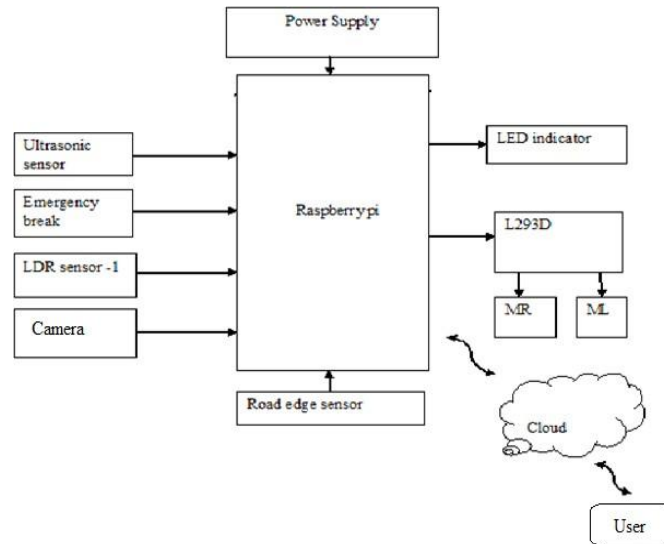 Power Supply
Ultrasonic
sensor
Emergency
break
LDR sensor -1
Camera
Raspberrypi
LED indicator
L293D
MR
ML
Road edge sensor
Cloud
User